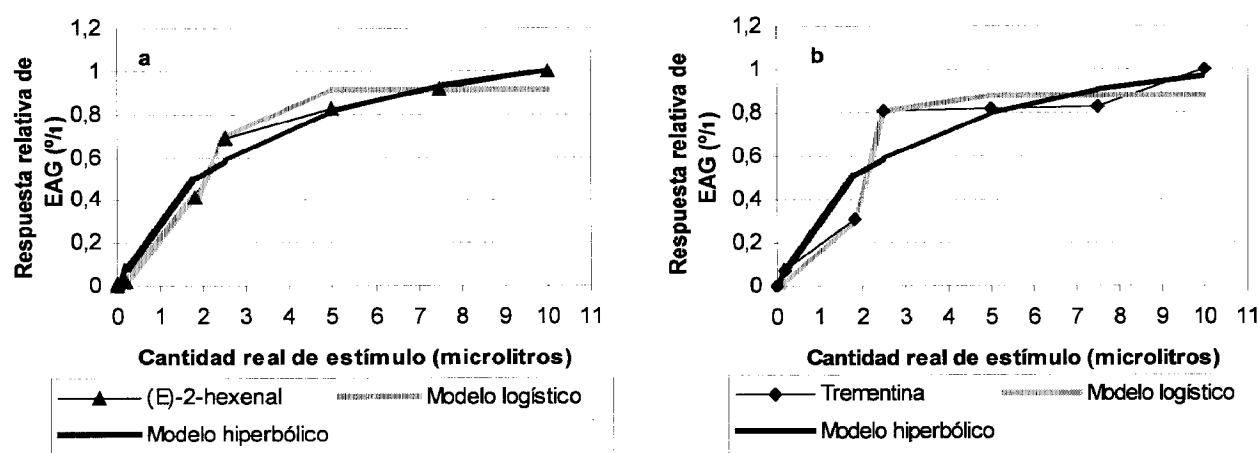 1,2
1
0,8
0,6
0,4
0,2
0
a
Respuesta relativa de
EAG (º/1)
0 1 2 3 4 5 6 7 8 9 10 11
Cantidad real de estímulo (microlitros)
(E)-2-hexenal
Modelo logístico
Modelo hiperbólico
1,2
1
0,8
0,6
0,4
0,2
0
b
Respuesta relativa de
EAG (º/1)
0 1 2 3 4 5 6 7 8 9 10 11
Cantidad real de estímulo (microlitros)
Trementina
Modelo logístico
Modelo hiperbólico